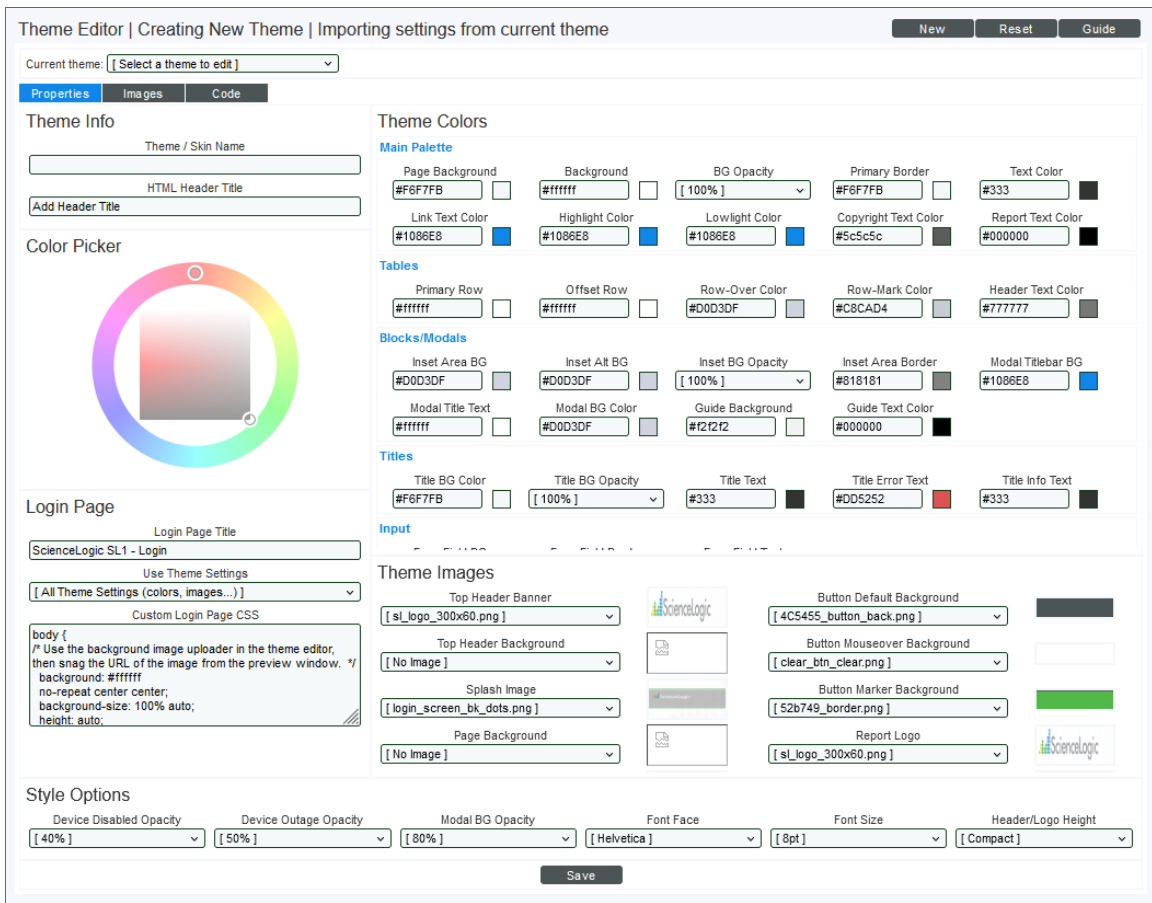 Theme Editor | Creating New Theme | Importing settings from current theme
New Reset Guide
Current theme: [ Select a theme to edit ]
Properties Images Code
Theme Info
Theme / Skin Name
HTML Header Title
Add Header Title
Color Picker
Login Page
Login Page Title
ScienceLogic SL1 - Login
Use Theme Settings
[ All Theme Settings (colors, images...) ]
Custom Login Page CSS
body {
/* Use the background image uploader in the theme editor,
then snag the URL of the image from the preview window. */
background: #ffffff
no-repeat center center;
background-size: 100% auto;
height: auto;
Theme Colors
Main Palette
Page Background Background BG Opacity Primary Border Text Color
#F6F7FB #ffffff [ 100% ] #F6F7FB #333
Link Text Color Highlight Color Lowlight Color Copyright Text Color Report Text Color
#1086E8 #1086E8 #1086E8 #5c5c5c #000000
Tables
Primary Row Offset Row Row-Over Color Row-Mark Color Header Text Color
#ffffff #ffffff #D0D3DF #C8CAD4 #777777
Blocks/Modals
Inset Area BG Inset Alt BG Inset BG Opacity Inset Area Border Modal Titlebar BG
#D0D3DF #D0D3DF [ 100% ] #818181 #1086E8
Modal Title Text Modal BG Color Guide Background Guide Text Color
#ffffff #D0D3DF #f2f2f2 #000000
Titles
Title BG Color Title BG Opacity Title Text Title Error Text Title Info Text
#F6F7FB [ 100% ] #333 #DD5252 #333
Input
Theme Images
Top Header Banner
[ sl_logo_300x60.png ]
ScienceLogic
Top Header Background
[ No Image ]
Splash Image
[ login_screen_bk_dots.png ]
Page Background
[ No Image ]
Button Default Background
[ 4C5455_button_back.png ]
Button Mouseover Background
[ clear_btn_clear.png ]
Button Marker Background
[ 52b749_border.png ]
Report Logo
[ sl_logo_300x60.png ]
ScienceLogic
Style Options
Device Disabled Opacity Device Outage Opacity Modal BG Opacity Font Face Font Size Header/Logo Height
[ 40% ] [ 50% ] [ 80% ] [ Helvetica ] [ 8pt ] [ Compact ]
Save